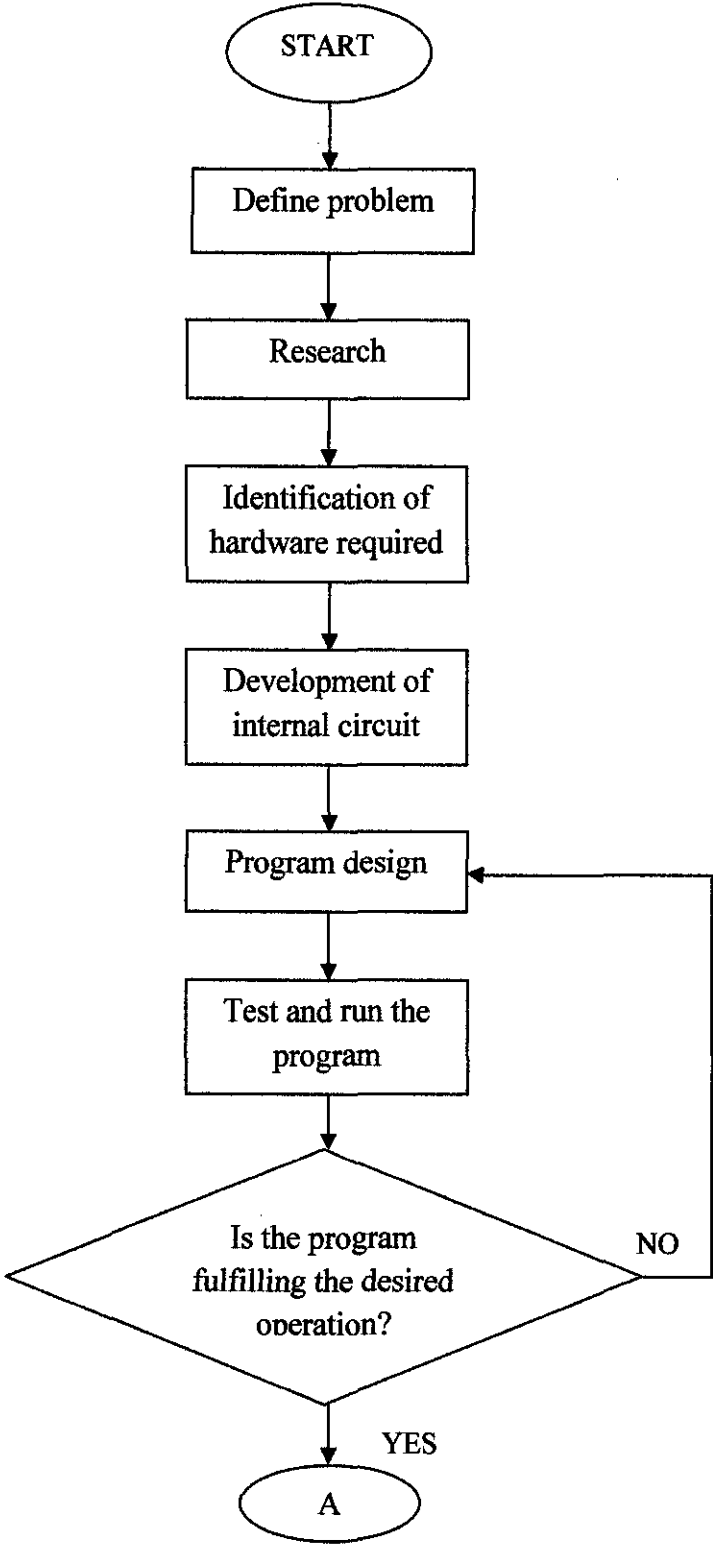 START
Define problem
Research
Identification of
hardware required
Development of
internal circuit
Program design
Test and run the
program
Is the program
fulfilling the desired
operation?
NO
YES
A